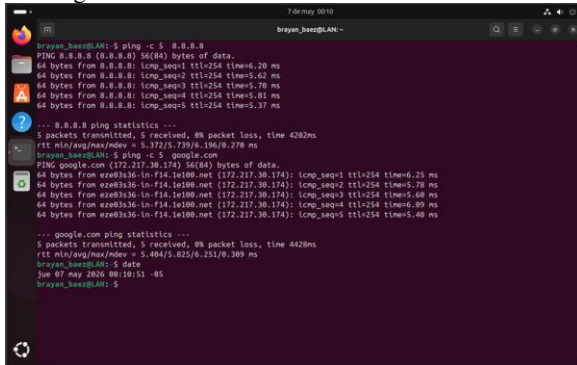 7 de may 00:10
brayan_baez@LAN: ~
brayan_baez@LAN:~$ ping -c 5 8.8.8.8
PING 8.8.8.8 (8.8.8.8) 56(84) bytes of data.
64 bytes from 8.8.8.8: icmp_seq=1 ttl=254 time=6.20 ms
64 bytes from 8.8.8.8: icmp_seq=2 ttl=254 time=5.62 ms
64 bytes from 8.8.8.8: icmp_seq=3 ttl=254 time=5.70 ms
64 bytes from 8.8.8.8: icmp_seq=4 ttl=254 time=5.81 ms
64 bytes from 8.8.8.8: icmp_seq=5 ttl=254 time=5.37 ms
--- 8.8.8.8 ping statistics ---
5 packets transmitted, 5 received, 0% packet loss, time 4202ms
rtt min/avg/max/mdev = 5.372/5.739/6.196/0.270 ms
brayan_baez@LAN:~$ ping -c 5 google.com
PING google.com (172.217.30.174) 56(84) bytes of data.
64 bytes from eze03s36-in-f14.1e100.net (172.217.30.174): icmp_seq=1 ttl=254 time=6.25 ms
64 bytes from eze03s36-in-f14.1e100.net (172.217.30.174): icmp_seq=2 ttl=254 time=5.78 ms
64 bytes from eze03s36-in-f14.1e100.net (172.217.30.174): icmp_seq=3 ttl=254 time=5.60 ms
64 bytes from eze03s36-in-f14.1e100.net (172.217.30.174): icmp_seq=4 ttl=254 time=6.09 ms
64 bytes from eze03s36-in-f14.1e100.net (172.217.30.174): icmp_seq=5 ttl=254 time=5.40 ms
--- google.com ping statistics ---
5 packets transmitted, 5 received, 0% packet loss, time 4428ms
rtt min/avg/max/mdev = 5.404/5.825/6.251/0.309 ms
brayan_baez@LAN:~$ date
jue 07 may 2026 00:10:51 -05
brayan_baez@LAN:~$